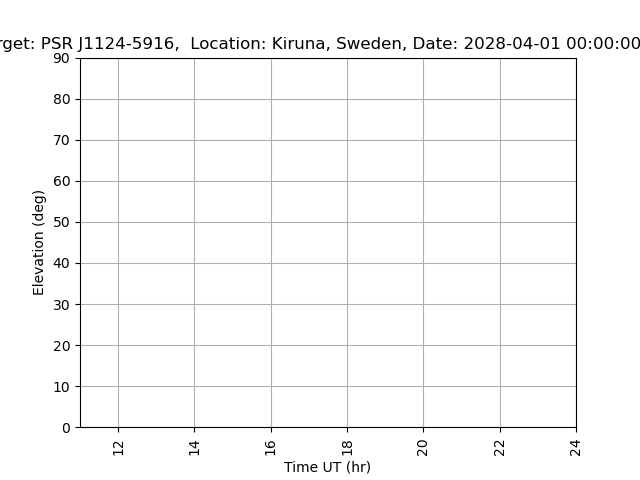 rget: PSR J1124-5916,  Location: Kiruna, Sweden, Date: 2028-04-01 00:00:00
90
80
70
60
50
40
30
20
10
0
Elevation (deg)
12 14 16 18 20 22 24
Time UT (hr)